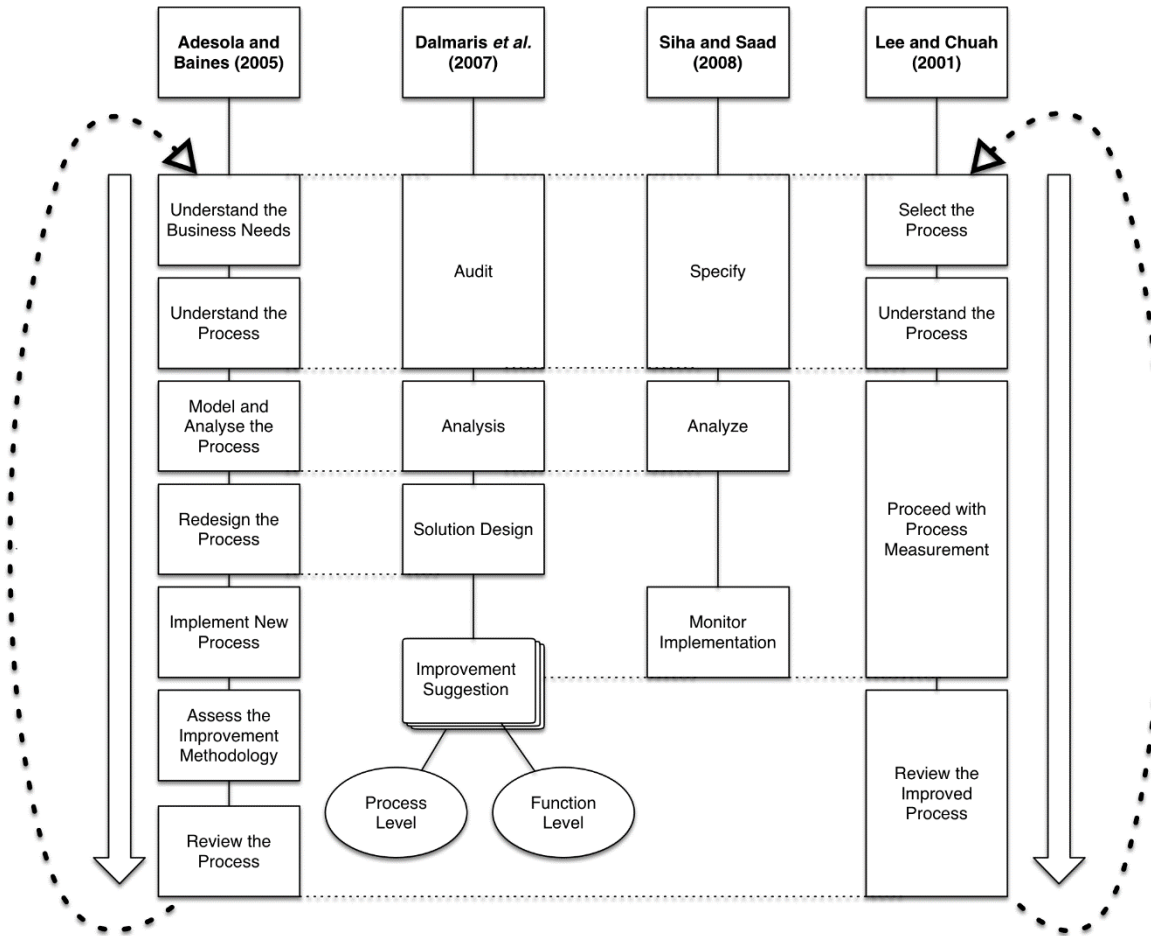 Adesola and
Baines (2005)
Dalmaris et al.
(2007)
Siha and Saad
(2008)
Lee and Chuah
(2001)
Understand the
Business Needs
Understand the
Process
Model and
Analyse the
Process
Redesign the
Process
Implement New
Process
Assess the
Improvement
Methodology
Review the
Process
Audit
Analysis
Solution Design
Improvement
Suggestion
Process
Level
Function
Level
Specify
Analyze
Monitor
Implementation
Select the
Process
Understand the
Process
Proceed with
Process
Measurement
Review the
Improved
Process